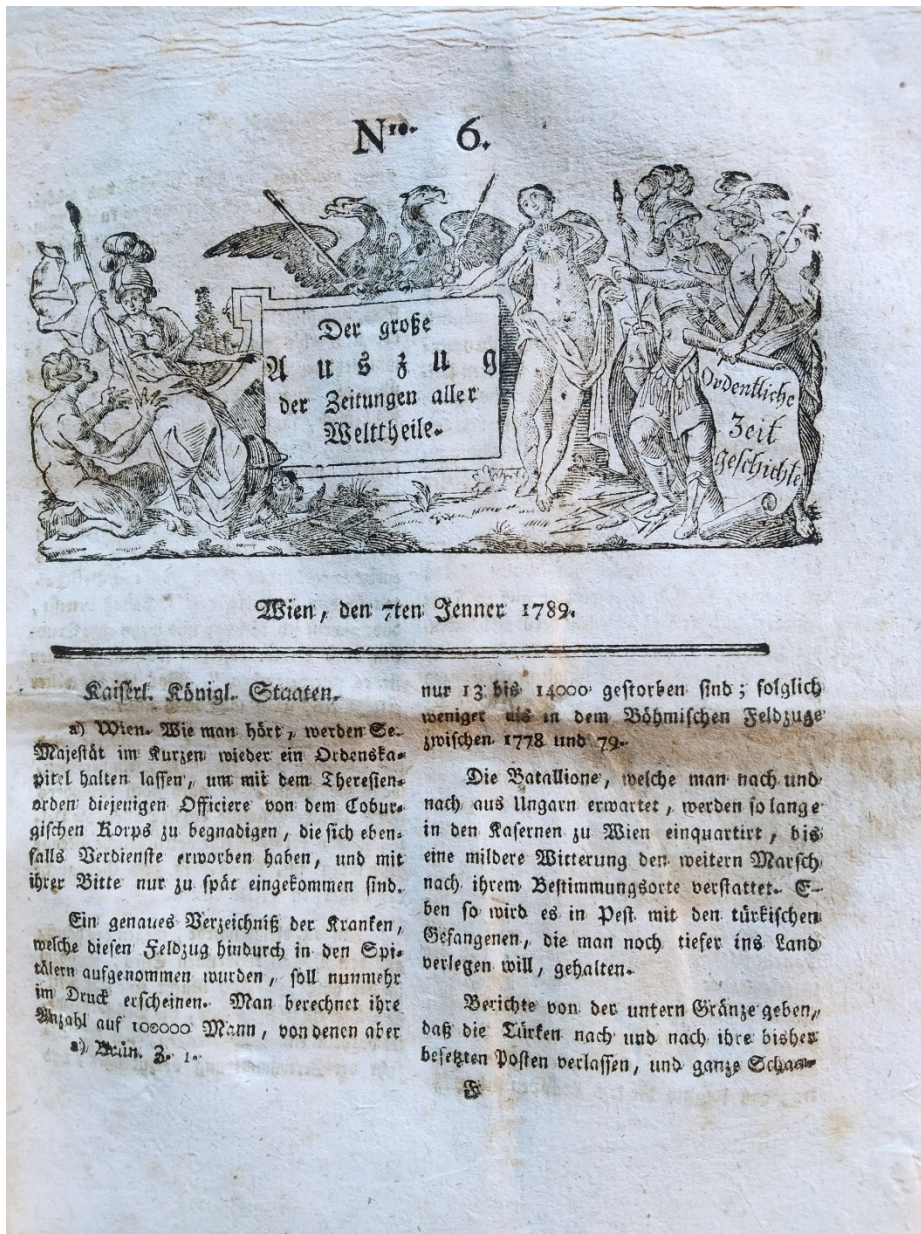 Nro. 6.
Der große
Auszug
der Zeitungen aller
Welttheile.
Ordentliche
Zeit
Geschichte
Wien, den 7ten Jenner 1789.
Kaiserl. Königl. Staaten.
a) Wien. Wie man hört, werden Se.
Majestät im Kurzen wieder ein Ordenska-
pitel halten lassen, um mit dem Theresien-
orden diejenigen Officiere von dem Cobur-
gischen Korps zu begnadigen, die sich eben-
falls Verdienste erworben haben, und mit
ihrer Bitte nur zu spät eingekommen sind.
Ein genaues Verzeichniß der Kranken,
welche diesen Feldzug hindurch in den Spi-
tälern aufgenommen wurden, soll nunmehr
im Druck erscheinen. Man berechnet ihre
Anzahl auf 100000 Mann, von denen aber
a) Brün. Z. 1.
nur 13 bis 14000 gestorben sind; folglich
weniger als in dem Böhmischen Feldzuge
zwischen 1778 und 79.
Die Batallione, welche man nach und
nach aus Ungarn erwartet, werden so lange
in den Kasernen zu Wien einquartirt, bis
eine mildere Witterung den weitern Marsch
nach ihrem Bestimmungsorte verstattet. E-
ben so wird es in Pest mit den türkischen
Gefangenen, die man noch tiefer ins Land
verlegen will, gehalten.
Berichte von der untern Gränze geben,
daß die Türken nach und nach ihre bisher
besetzten Posten verlassen, und ganze Schaa-
F